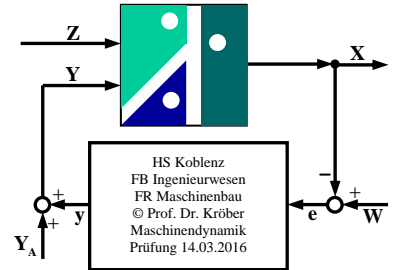 Z
X
Y
HS Koblenz
FB Ingenieurwesen
FR Maschinenbau
© Prof. Dr. Kröber
Maschinendynamik
Prüfung 14.03.2016
+
+
y
Y_A
−
+
e
W